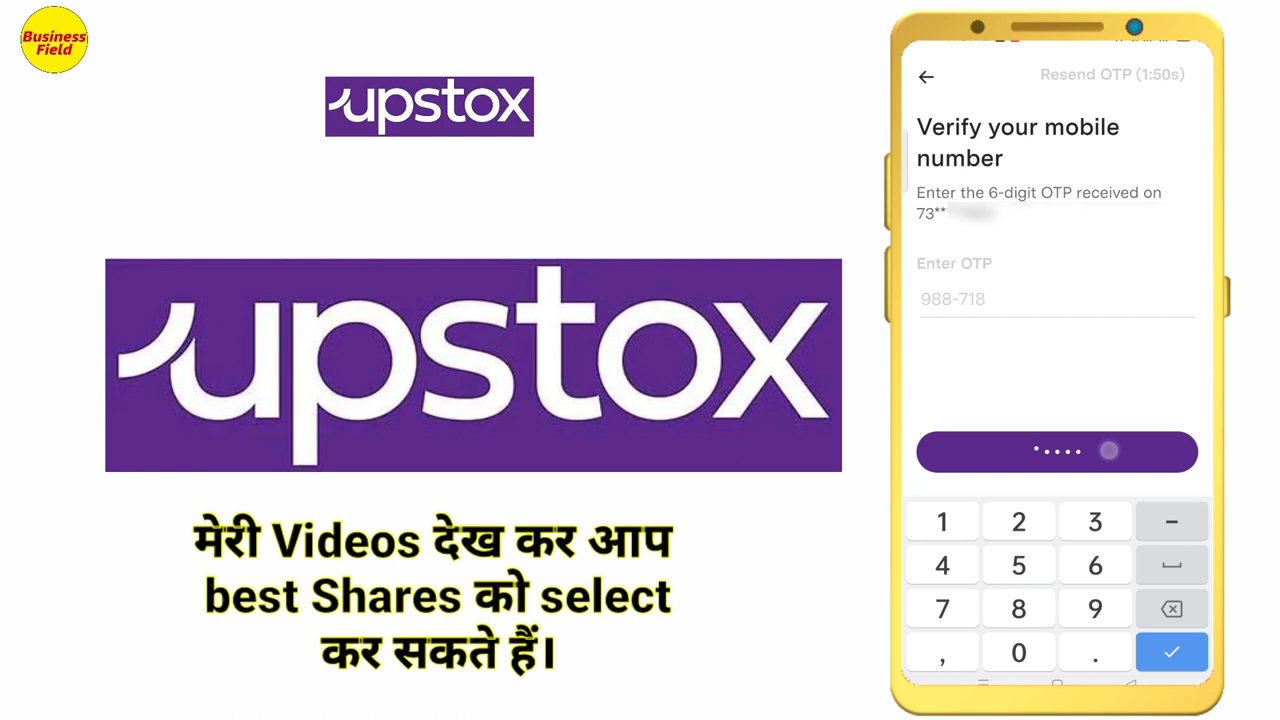 Business
Field
upstox
upstox
मेरी Videos देख कर आप
best Shares को select
कर सकते हैं।
Resend OTP (1:50s)
Verify your mobile
number
Enter the 6-digit OTP received on
73**
Enter OTP
988-718
1 2 3 -
4 5 6
7 8 9
, 0 .